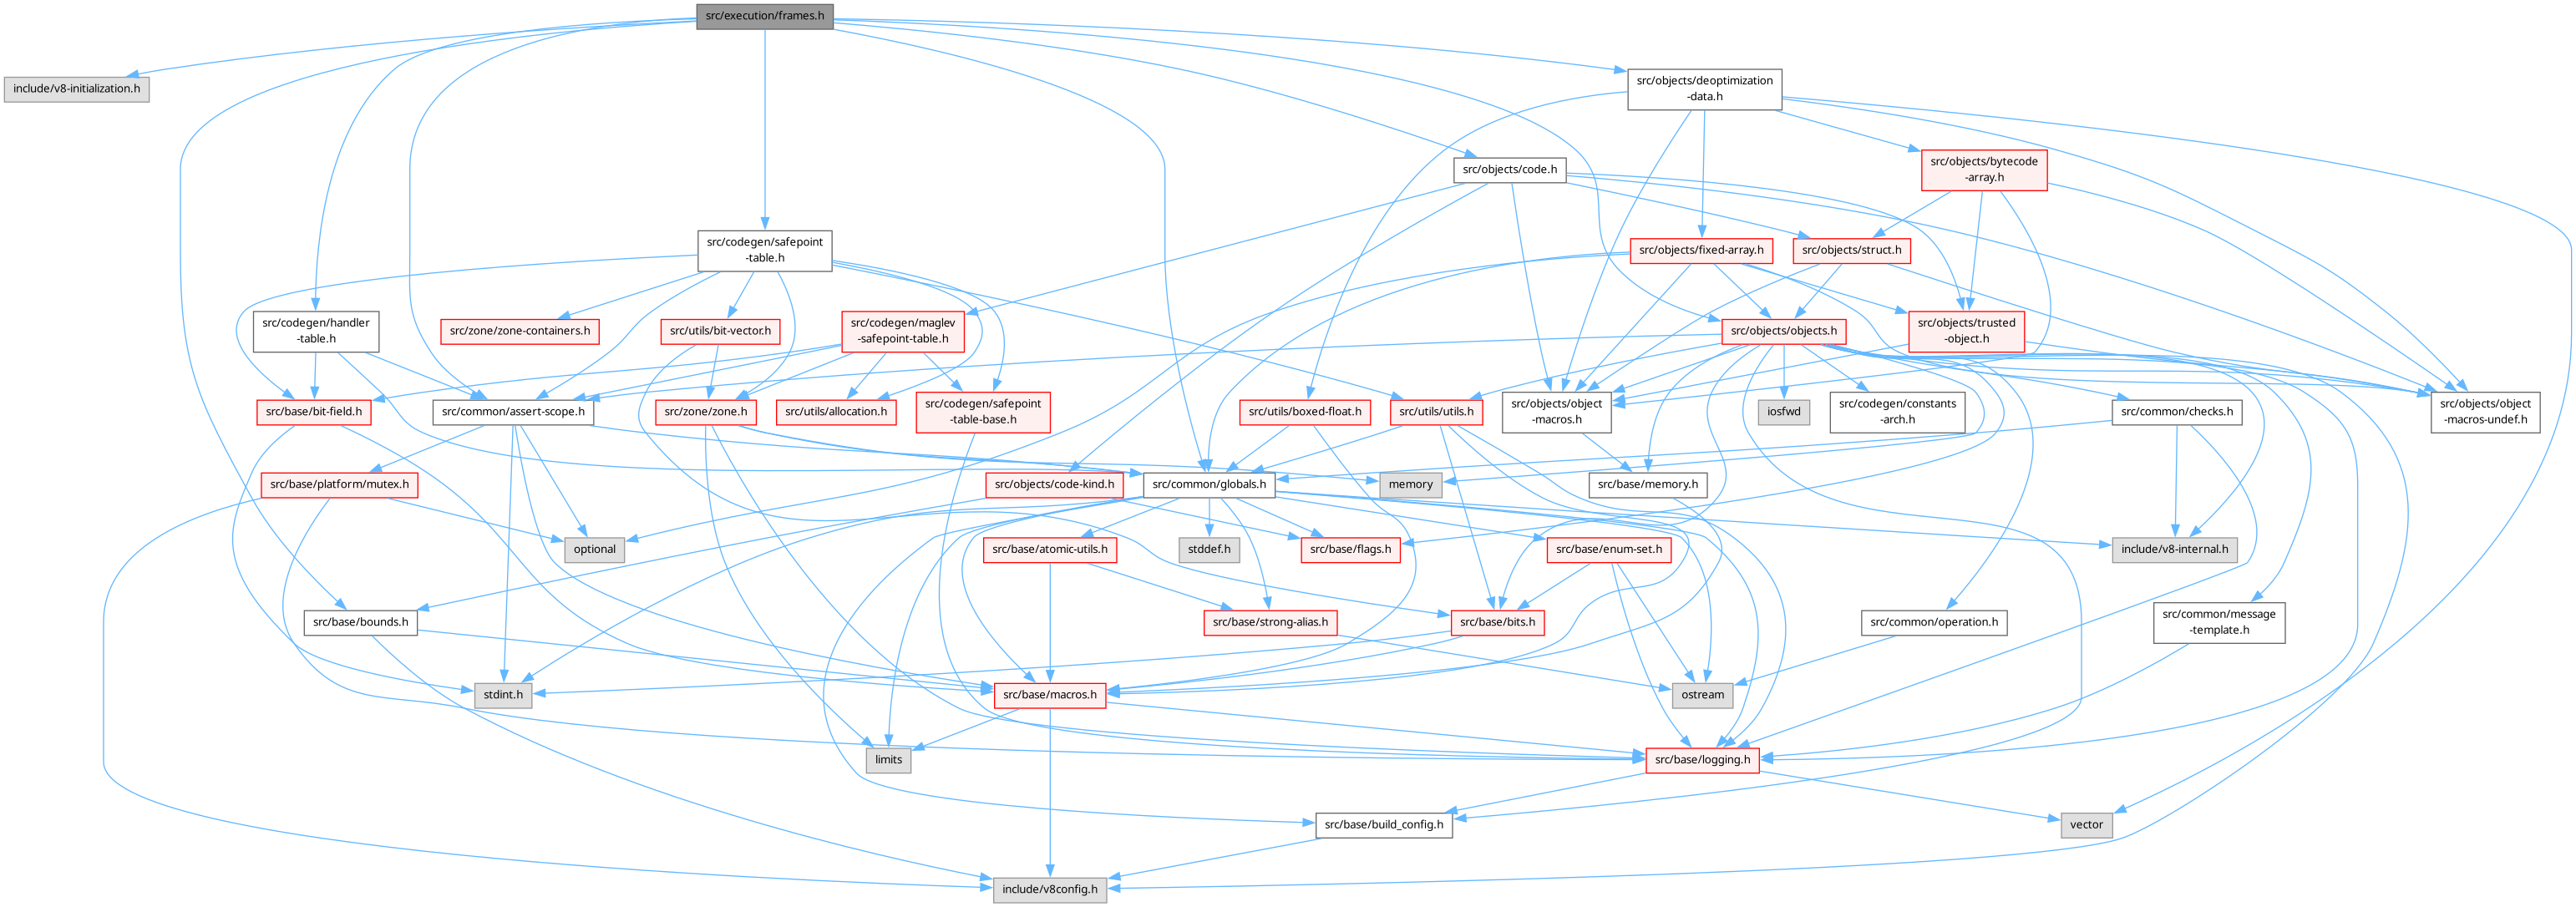 src/execution/frames.h
include/v8-initialization.h
src/objects/deoptimization
-data.h
src/objects/code.h
src/objects/bytecode
-array.h
src/codegen/safepoint
-table.h
src/objects/fixed-array.h
src/objects/struct.h
src/codegen/handler
-table.h
src/zone/zone-containers.h
src/utils/bit-vector.h
src/codegen/maglev
-safepoint-table.h
src/objects/objects.h
src/objects/trusted
-object.h
src/base/bit-field.h
src/common/assert-scope.h
src/zone/zone.h
src/utils/allocation.h
src/codegen/safepoint
-table-base.h
src/utils/boxed-float.h
src/utils/utils.h
src/objects/object
-macros.h
iosfwd
src/codegen/constants
-arch.h
src/common/checks.h
src/objects/object
-macros-undef.h
src/base/platform/mutex.h
src/objects/code-kind.h
src/common/globals.h
memory
src/base/memory.h
optional
src/base/atomic-utils.h
stddef.h
src/base/flags.h
src/base/enum-set.h
include/v8-internal.h
src/base/bounds.h
src/base/strong-alias.h
src/base/bits.h
src/common/operation.h
src/common/message
-template.h
stdint.h
src/base/macros.h
ostream
limits
src/base/logging.h
src/base/build_config.h
vector
include/v8config.h